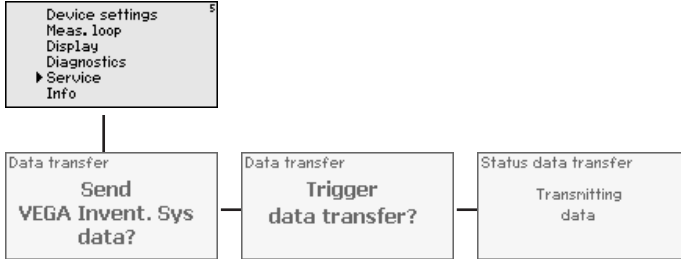 5
Device settings
Meas. loop
Display
Diagnostics
Service
Info
Data transfer
Send
VEGA Invent. Sys
data?
Data transfer
Trigger
data transfer?
Status data transfer
Transmitting
data